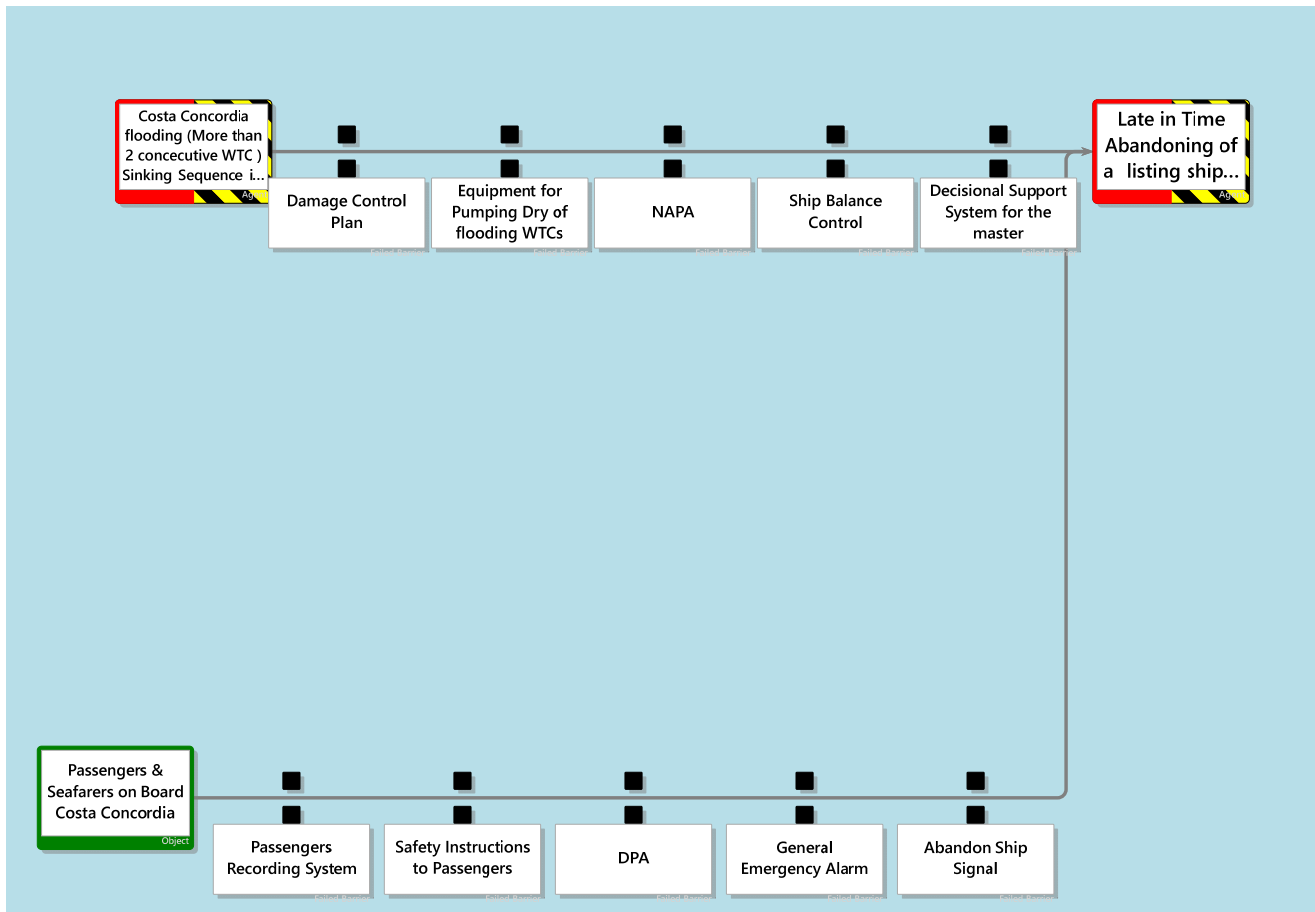 Costa Concordia
flooding (More than
2 concecutive WTC )
Sinking Sequence i...
Late in Time
Abandoning of
a listing ship...
Damage Control
Plan
Equipment for
Pumping Dry of
flooding WTCs
NAPA
Ship Balance
Control
Decisional Support
System for the
master
Passengers &
Seafarers on Board
Costa Concordia
Object
Passengers
Recording System
Safety Instructions
to Passengers
DPA
General
Emergency Alarm
Abandon Ship
Signal